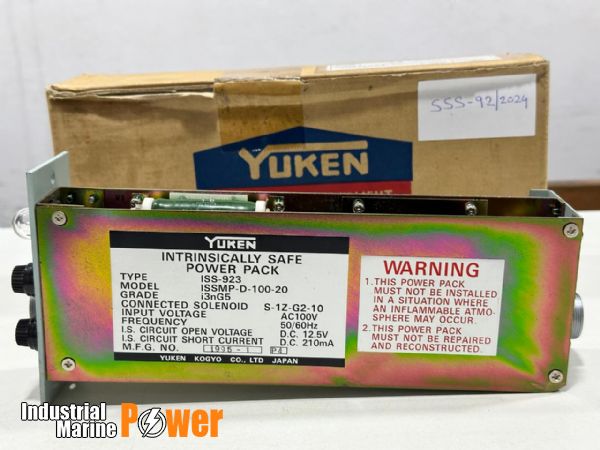 SSS-92/2024
YUKEN
YUKEN
INTRINSICALLY SAFE
POWER PACK
TYPE ISS-923
MODEL ISSMP-D-100-20
GRADE i3nG5
CONNECTED SOLENOID S-1Z-G2-10
INPUT VOLTAGE AC100V
FREQUENCY 50/60Hz
I.S. CIRCUIT OPEN VOLTAGE D.C. 12.5V
I.S. CIRCUIT SHORT CURRENT D.C. 210mA
M.F.G. NO. 1935-1 P4
YUKEN KOGYO CO., LTD JAPAN
WARNING
1. THIS POWER PACK
MUST NOT BE INSTALLED
IN A SITUATION WHERE
AN INFLAMMABLE ATMO-
SPHERE MAY OCCUR.
2. THIS POWER PACK
MUST NOT BE REPAIRED
AND RECONSTRUCTED.
Industrial
Marine Power